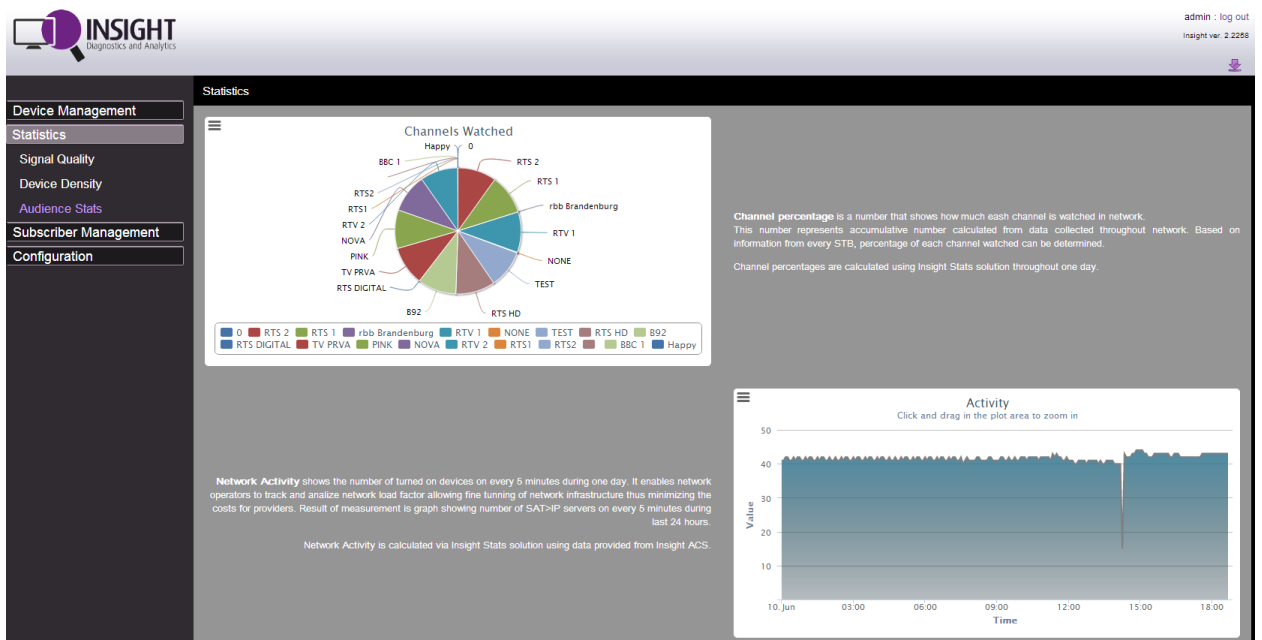 INSIGHT
Diagnostics and Analytics
admin : log out
Insight ver. 2.2258
Device Management
Statistics
Signal Quality
Device Density
Audience Stats
Subscriber Management
Configuration
Statistics
Channels Watched
Happy
0
BBC 1
RTS 2
RTS 1
RTS2
rbb Brandenburg
RTS1
RTV 2
RTV 1
NOVA
PINK
NONE
TV PRVA
TEST
RTS DIGITAL
B92
RTS HD
0 RTS 2 RTS 1 rbb Brandenburg RTV 1 NONE TEST RTS HD B92
RTS DIGITAL TV PRVA PINK NOVA RTV 2 RTS1 RTS2 BBC 1 Happy
Channel percentage is a number that shows how much eash channel is watched in network.
This number represents accumulative number calculated from data collected throughout network. Based on
information from every STB, percentage of each channel watched can be determined.
Channel percentages are calculated using Insight Stats solution throughout one day.
Network Activity shows the number of turned on devices on every 5 minutes during one day. It enables network
operators to track and analize network load factor allowing fine tunning of network infrastructure thus minimizing the
costs for providers. Result of measurement is graph showing number of SAT>IP servers on every 5 minutes during
last 24 hours.
Network Activity is calculated via Insight Stats solution using data provided from Insight ACS.
Activity
Click and drag in the plot area to zoom in
50
40
30
20
10
Value
10. Jun 03:00 06:00 09:00 12:00 15:00 18:00
Time